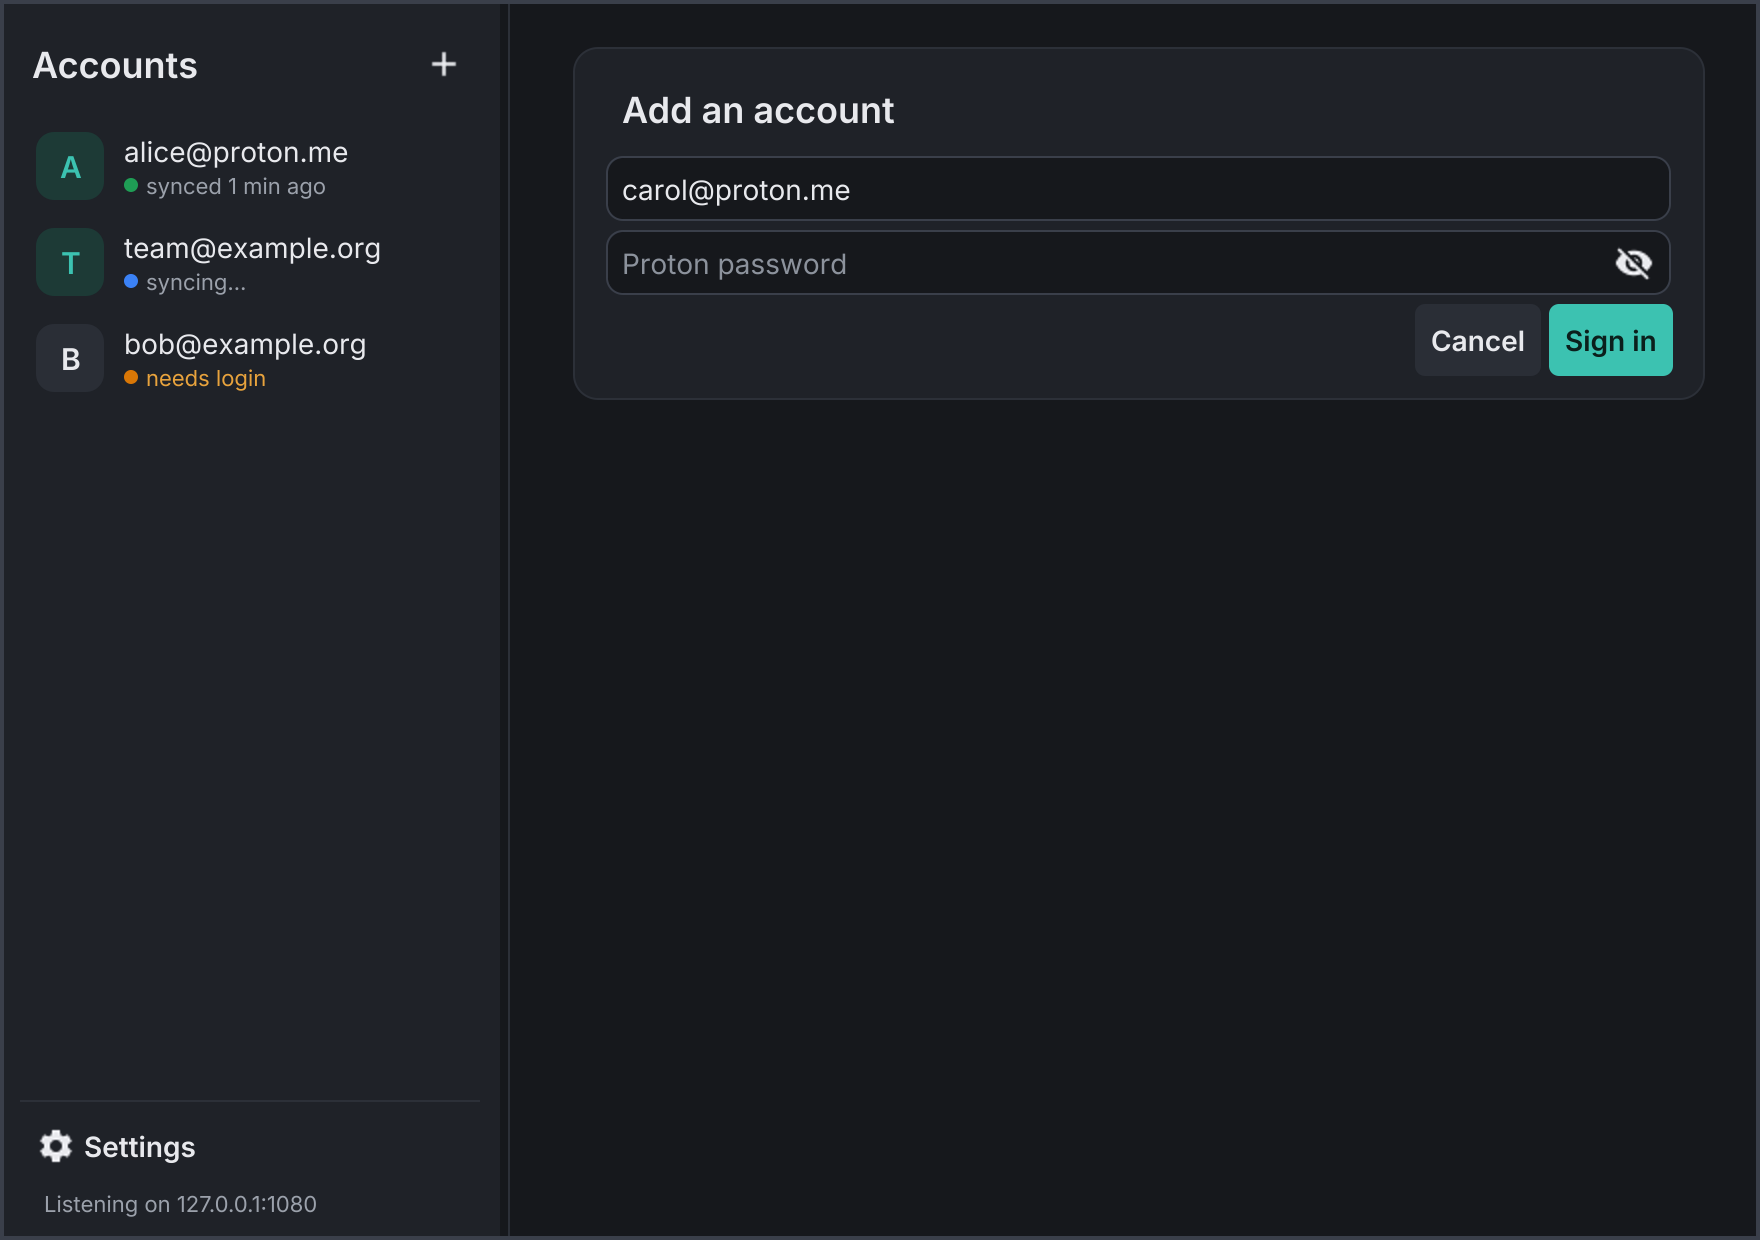 Accounts
+
A
alice@proton.me
synced 1 min ago
T
team@example.org
syncing...
B
bob@example.org
needs login
Settings
Listening on 127.0.0.1:1080
Add an account
carol@proton.me
Proton password
Cancel
Sign in